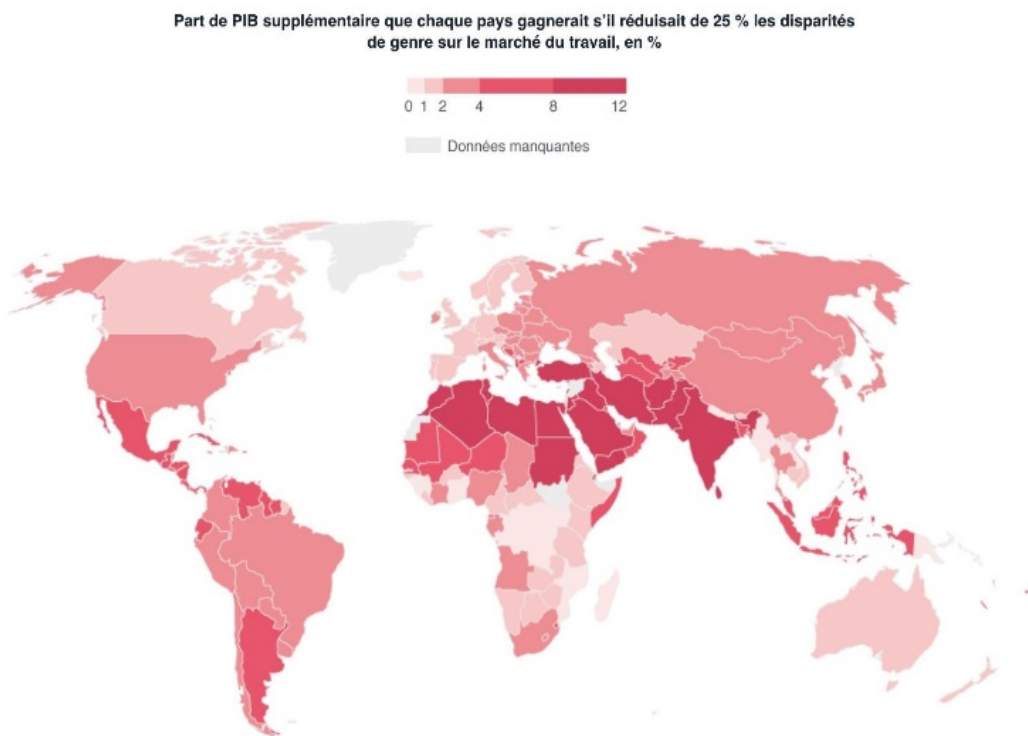 Part de PIB supplémentaire que chaque pays gagnerait s'il réduisait de 25 % les disparités
de genre sur le marché du travail, en %
0 1 2 4 8 12
Données manquantes